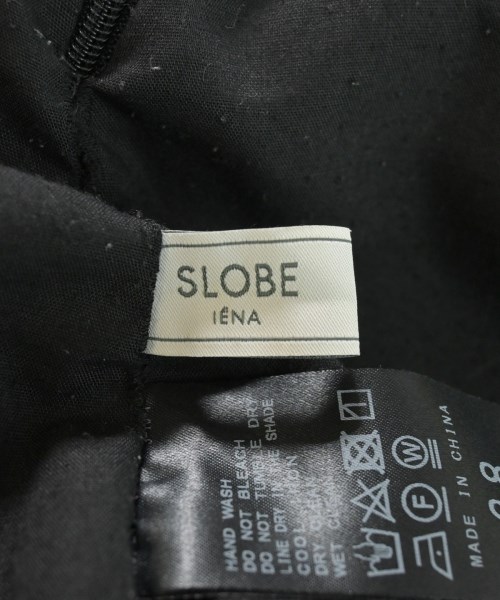 SLOBE
IÉNA
HAND WASH
DO NOT BLEACH
DO NOT TUMBLE DRY
LINE DRY IN THE SHADE
COOL IRON
DRY CLEAN
WET CLEAN
W
F
MADE IN CHINA